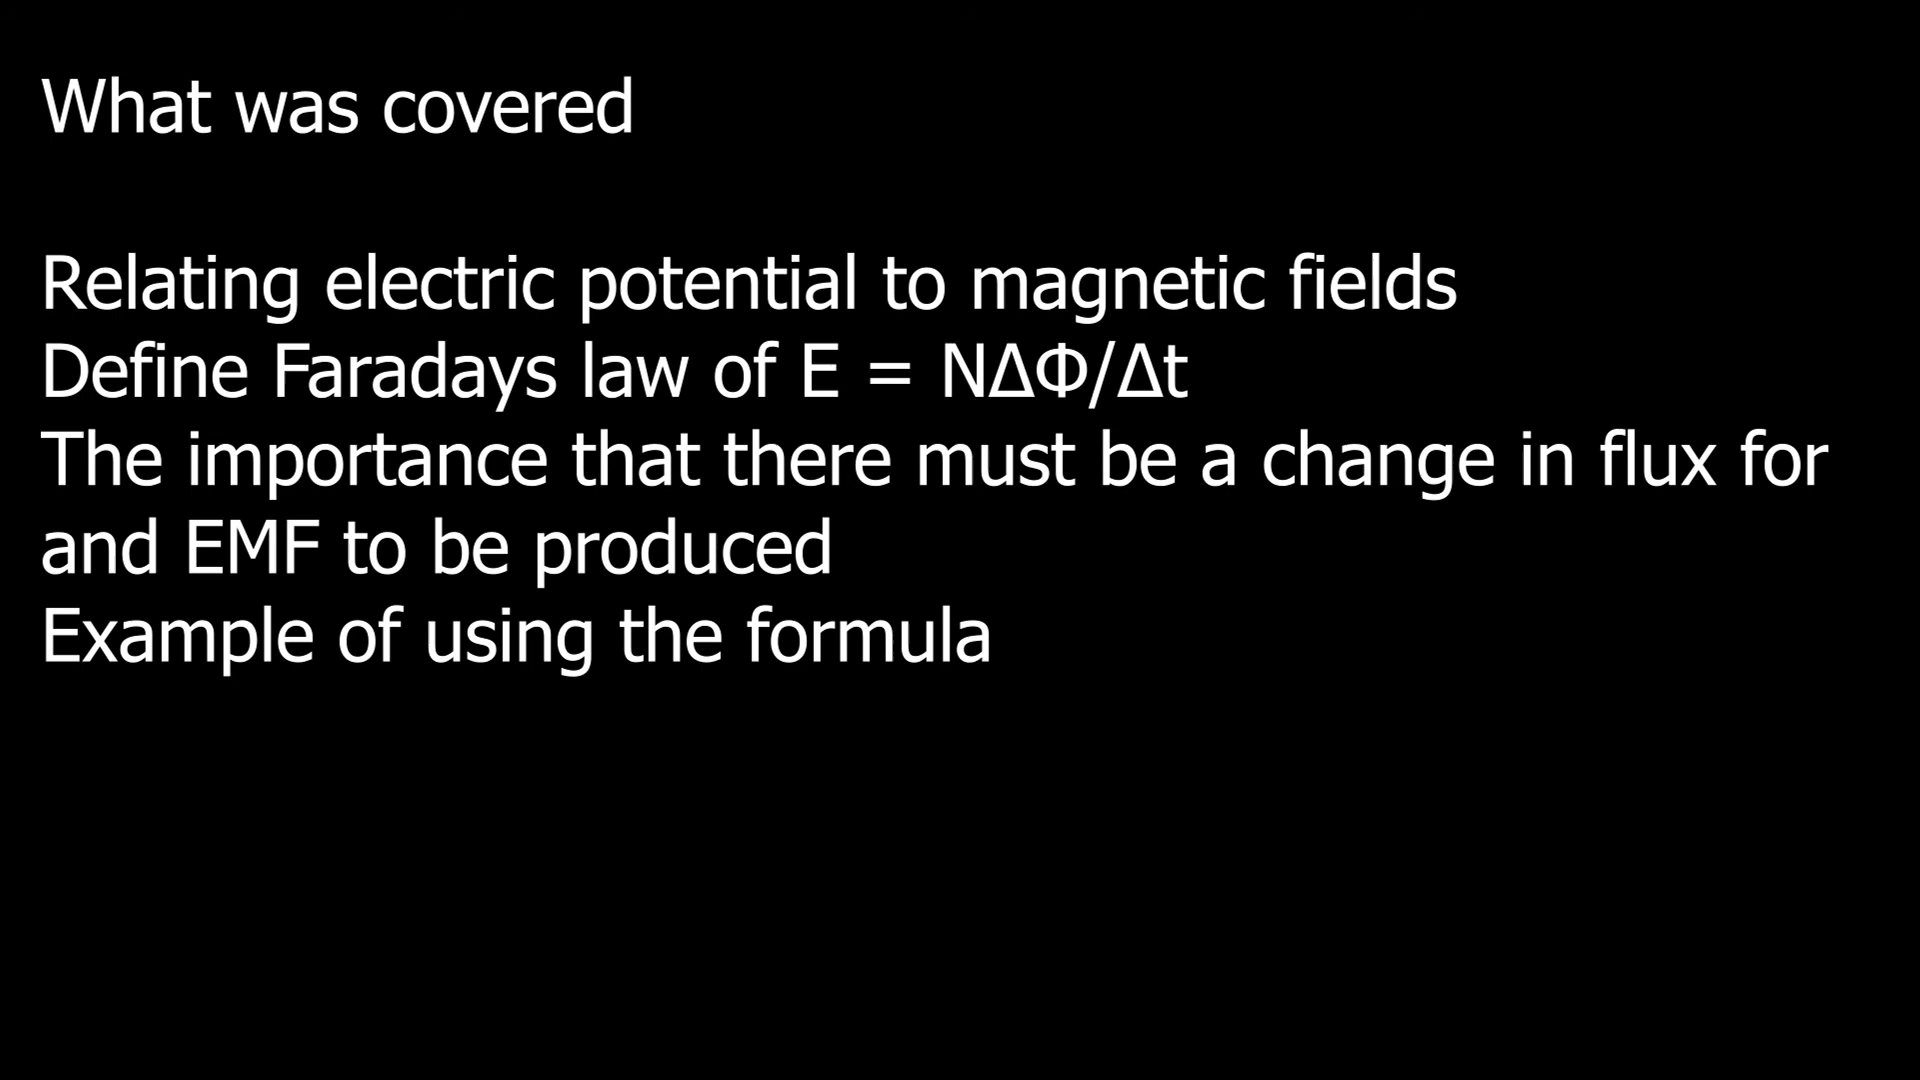 What was covered
Relating electric potential to magnetic fields
Define Faradays law of E = NΔΦ/Δt
The importance that there must be a change in flux for
and EMF to be produced
Example of using the formula